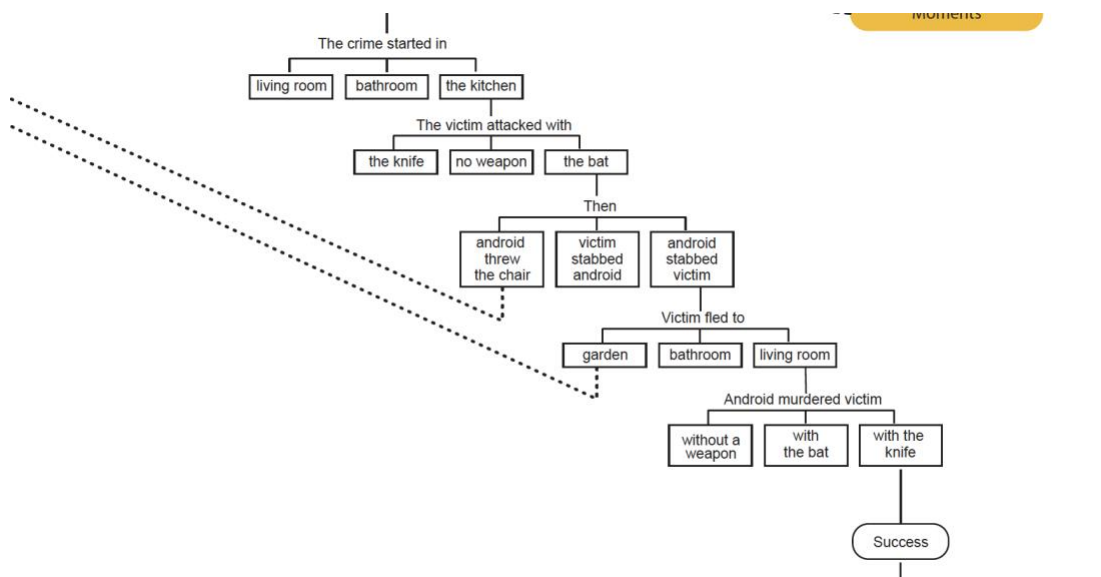 Moments
The crime started in
living room
bathroom
the kitchen
The victim attacked with
the knife
no weapon
the bat
Then
android
threw
the chair
victim
stabbed
android
android
stabbed
victim
Victim fled to
garden
bathroom
living room
Android murdered victim
without a
weapon
with
the bat
with the
knife
Success